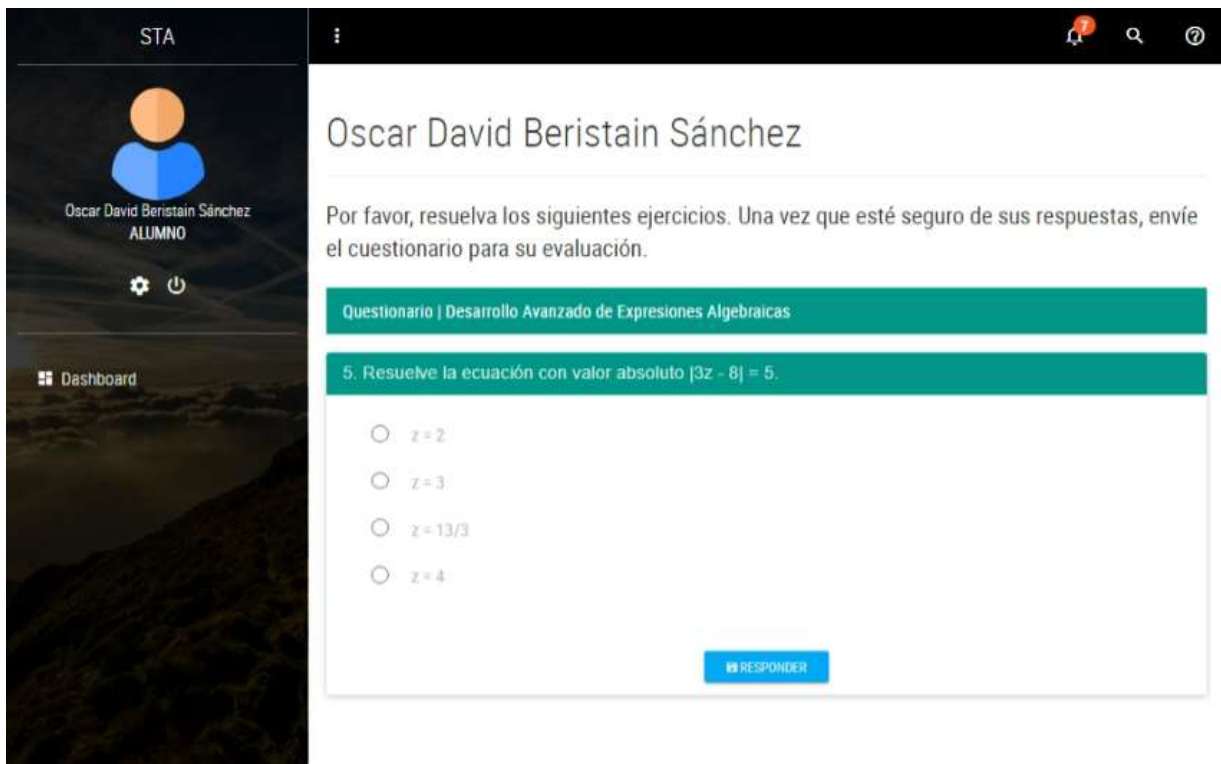 STA
7
Oscar David Beristain Sánchez
ALUMNO
Dashboard
Oscar David Beristain Sánchez
Por favor, resuelva los siguientes ejercicios. Una vez que esté seguro de sus respuestas, envíe
el cuestionario para su evaluación.
Questionario | Desarrollo Avanzado de Expresiones Algebraicas
5. Resuelve la ecuación con valor absoluto |3z - 8| = 5.
z = 2
z = 3
z = 13/3
z = 4
RESPONDER